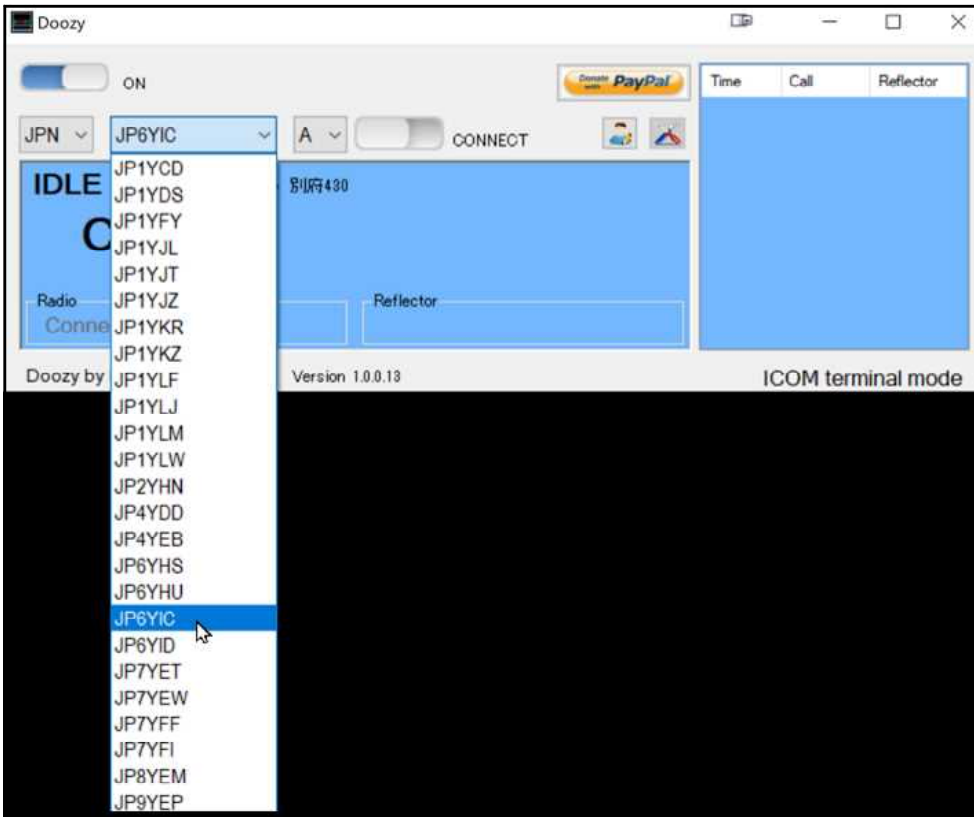 Doozy
ON
Donate with PayPal
Time Call Reflector
JPN JP6YIC A CONNECT
IDLE 別府430
C
Radio
Conne
Reflector
Doozy by
Version 1.0.0.13
ICOM terminal mode
JP1YCD
JP1YDS
JP1YFY
JP1YJL
JP1YJT
JP1YJZ
JP1YKR
JP1YKZ
JP1YLF
JP1YLJ
JP1YLM
JP1YLW
JP2YHN
JP4YDD
JP4YEB
JP6YHS
JP6YHU
JP6YIC
JP6YID
JP7YET
JP7YEW
JP7YFF
JP7YFI
JP8YEM
JP9YEP